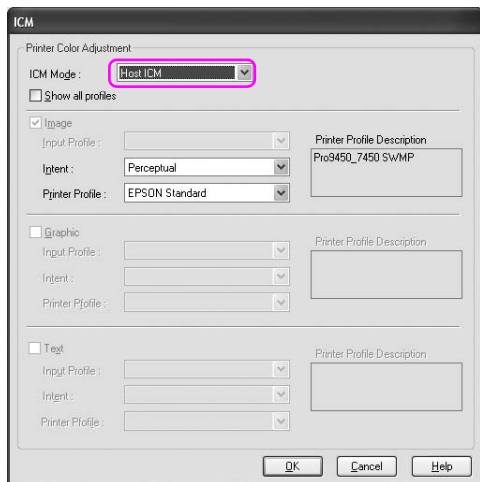 ICM
Printer Color Adjustment
ICM Mode : Host ICM
Show all profiles
Image
Input Profile :
Printer Profile Description
Intent : Perceptual
Pro9450_7450 SWMP
Printer Profile : EPSON Standard
Graphic
Input Profile :
Printer Profile Description
Intent :
Printer Profile :
Text
Input Profile :
Printer Profile Description
Intent :
Printer Profile :
OK Cancel Help